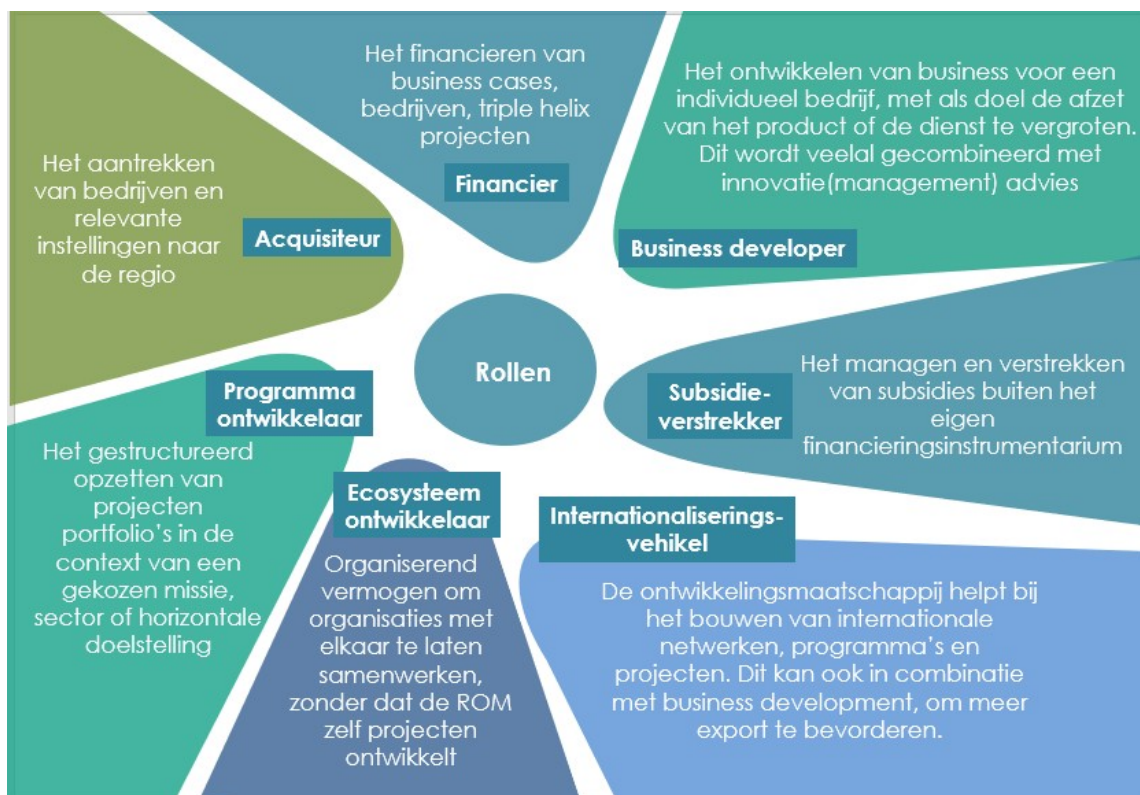 Het financieren van
business cases,
bedrijven, triple helix
projecten
Financier
Het ontwikkelen van business voor een
individueel bedrijf, met als doel de afzet
van het product of de dienst te vergroten.
Dit wordt veelal gecombineerd met
innovatie(management) advies
Business developer
Het aantrekken
van bedrijven en
relevante
instellingen naar
de regio
Acquisiteur
Rollen
Het managen en verstrekken
van subsidies buiten het
eigen
financieringsinstrumentarium
Subsidie-
verstrekker
Programma
ontwikkelaar
Het gestructureerd
opzetten van
projecten
portfolio's in de
context van een
gekozen missie,
sector of horizontale
doelstelling
Ecosysteem
ontwikkelaar
Organiserend
vermogen om
organisaties met
elkaar te laten
samenwerken,
zonder dat de ROM
zelf projecten
ontwikkelt
Internationaliserings-
vehikel
De ontwikkelingsmaatschappij helpt bij
het bouwen van internationale
netwerken, programma's en
projecten. Dit kan ook in combinatie
met business development, om meer
export te bevorderen.